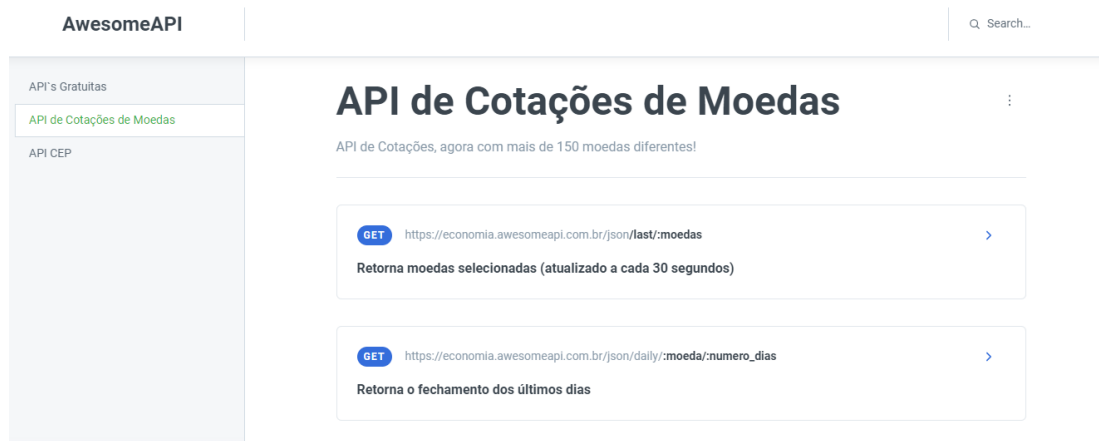 AwesomeAPI
Search...
API`s Gratuitas
API de Cotações de Moedas
API CEP
API de Cotações de Moedas
API de Cotações, agora com mais de 150 moedas diferentes!
GET https://economia.awesomeapi.com.br/json/last/:moedas
Retorna moedas selecionadas (atualizado a cada 30 segundos)
GET https://economia.awesomeapi.com.br/json/daily/:moeda/:numero_dias
Retorna o fechamento dos últimos dias